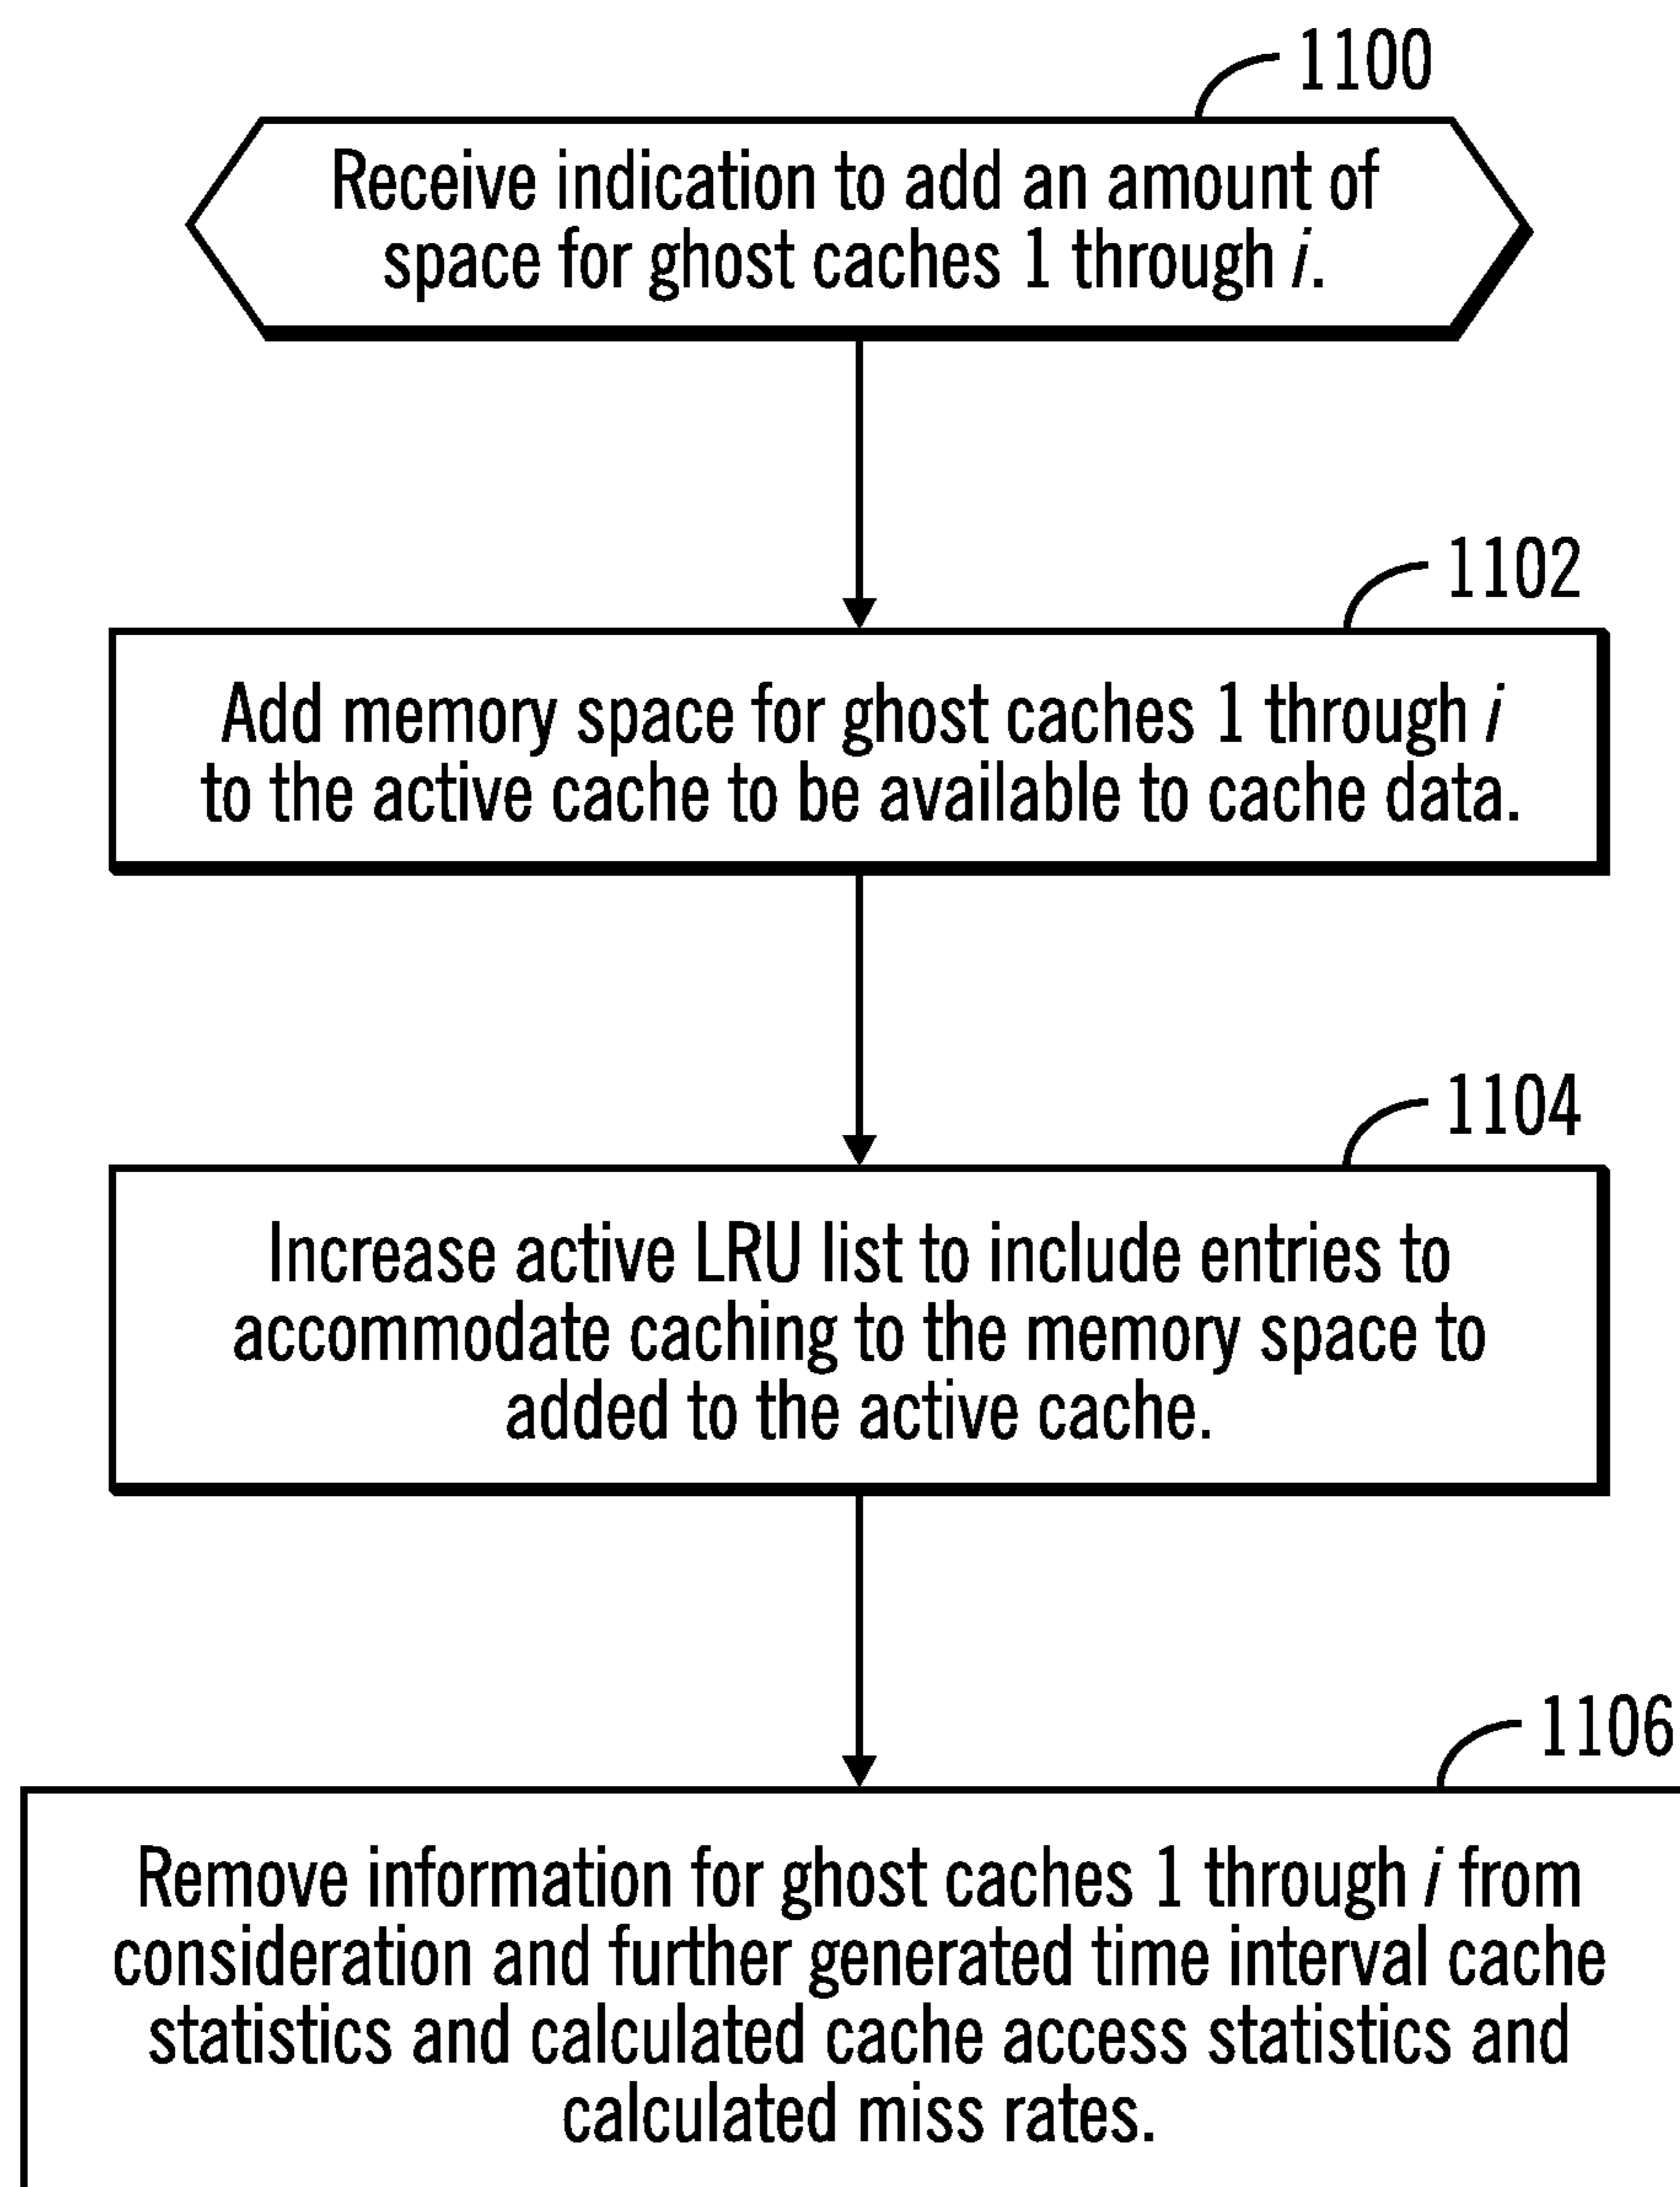 1100
Receive indication to add an amount of
space for ghost caches 1 through i.
1102
Add memory space for ghost caches 1 through i
to the active cache to be available to cache data.
1104
Increase active LRU list to include entries to
accommodate caching to the memory space to
added to the active cache.
1106
Remove information for ghost caches 1 through i from
consideration and further generated time interval cache
statistics and calculated cache access statistics and
calculated miss rates.